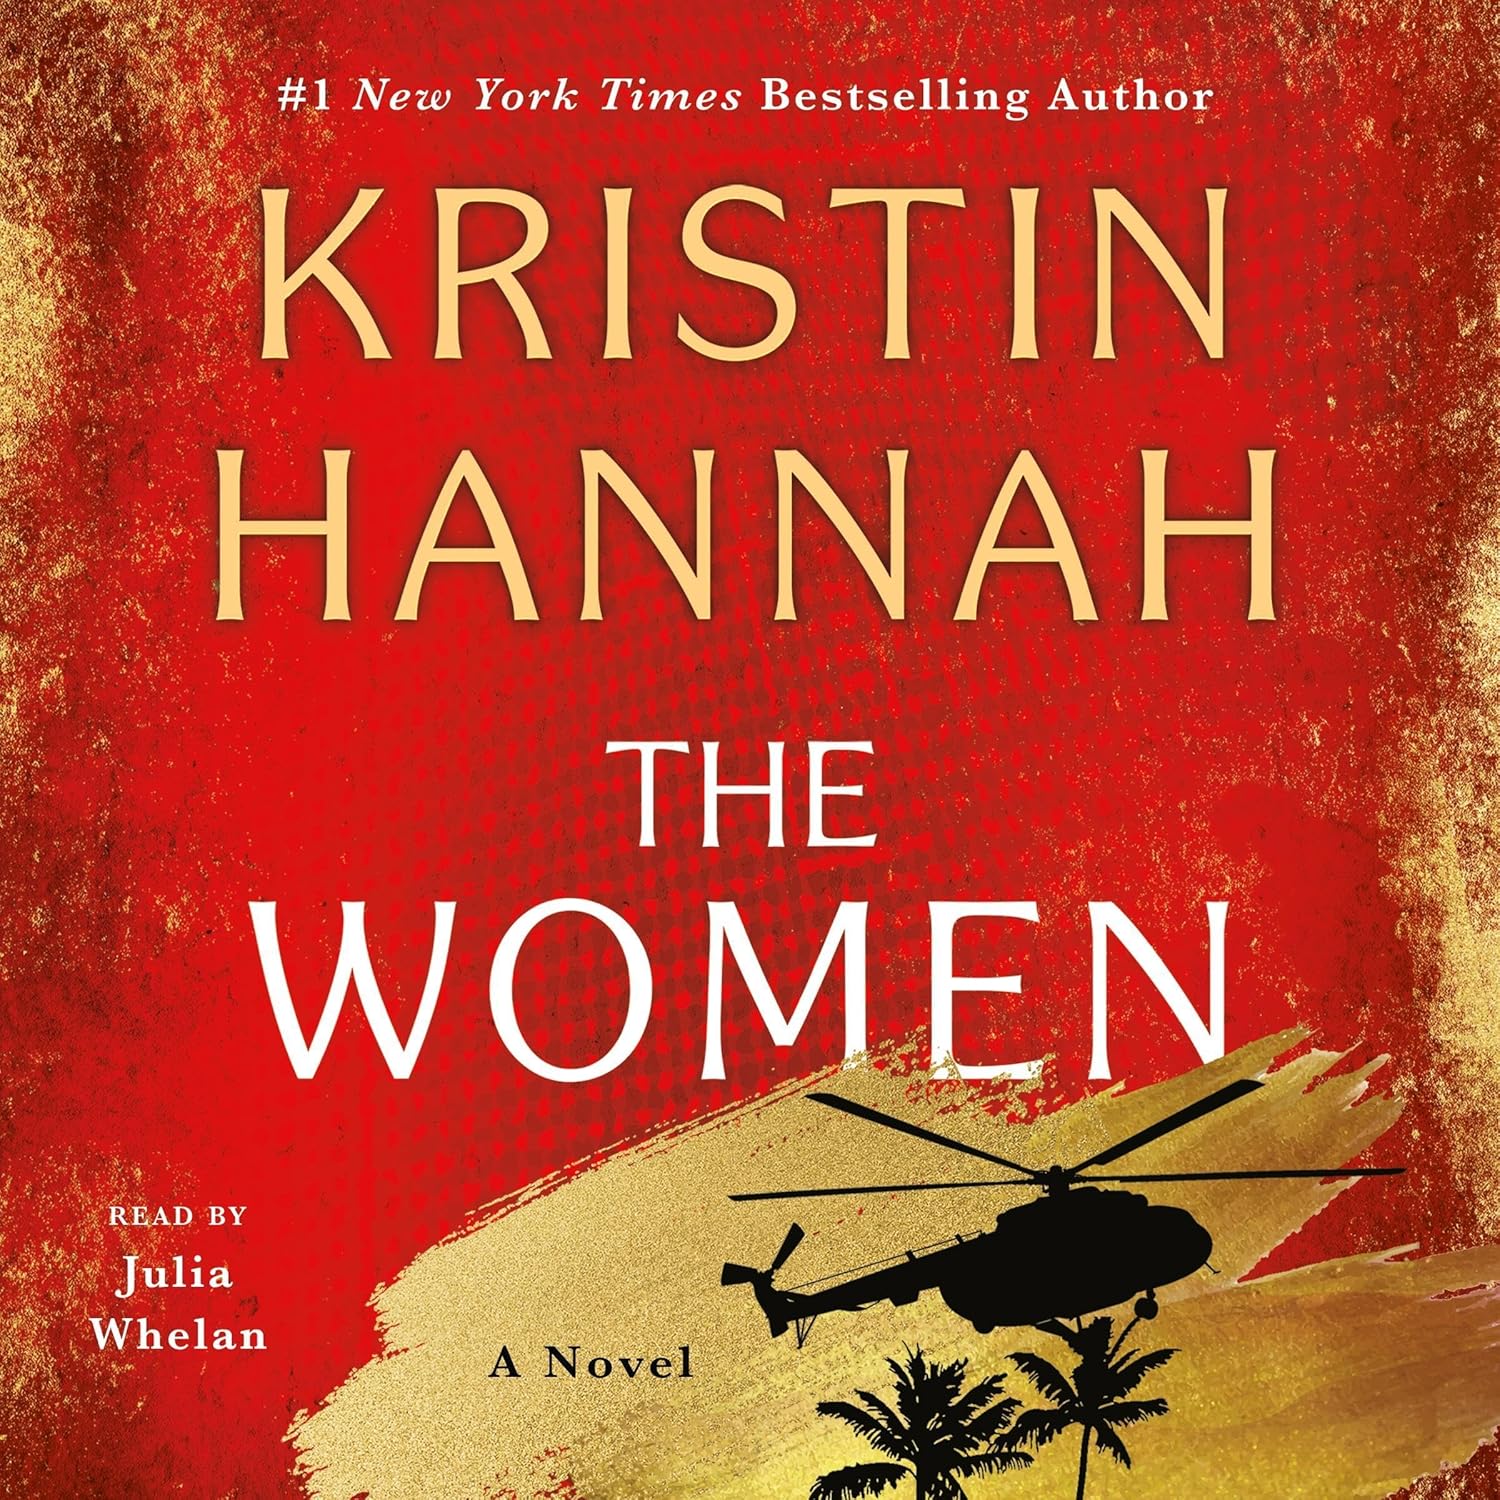 #1 New York Times Bestselling Author
KRISTIN
HANNAH
THE
WOMEN
READ BY
Julia
Whelan
A Novel